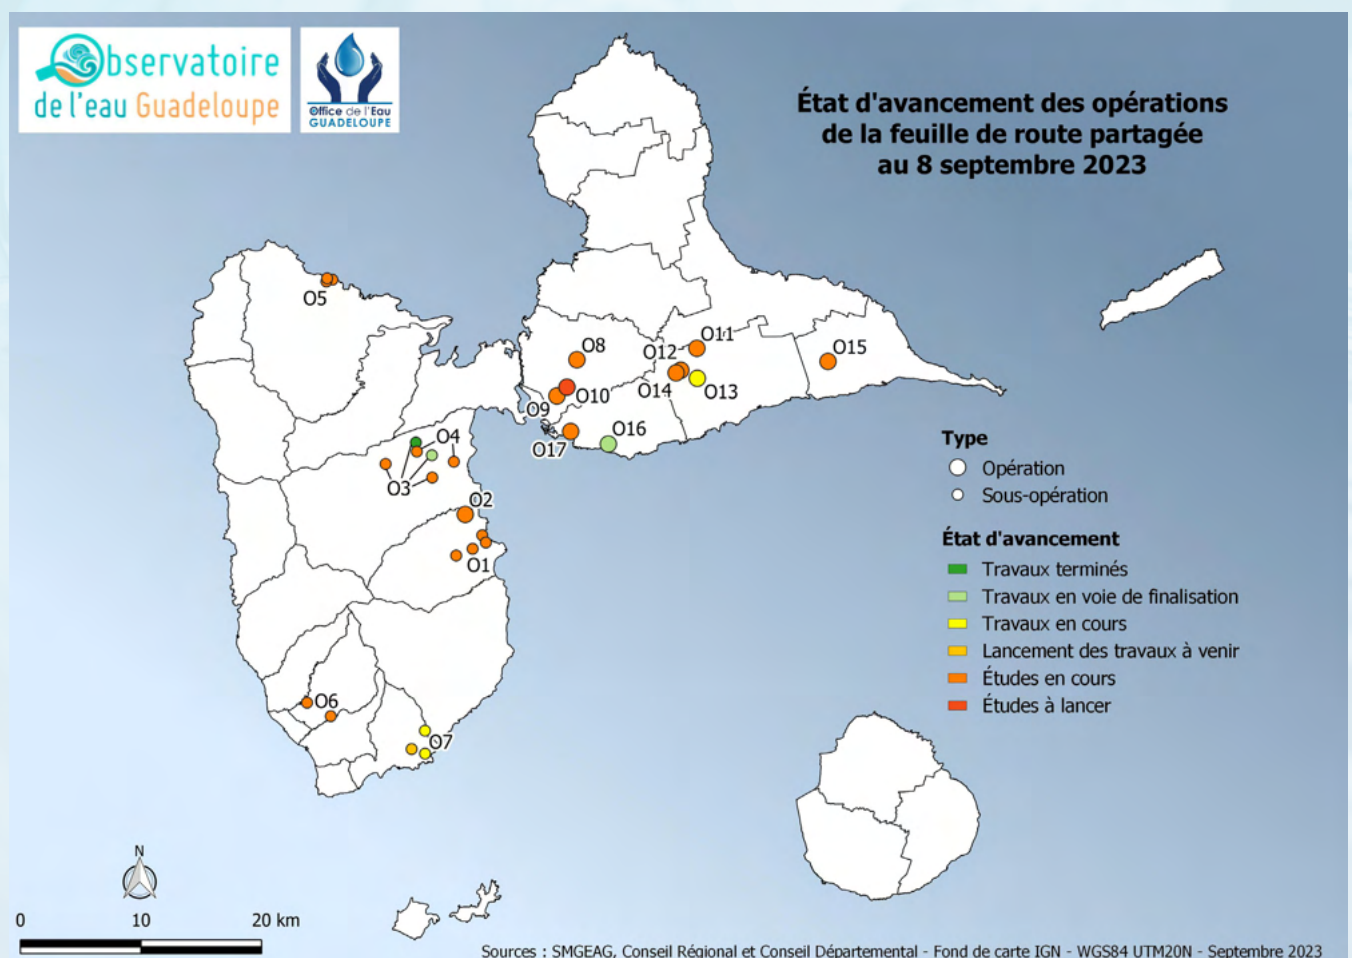 Observatoire
de l'eau Guadeloupe
Office de l'Eau
GUADELOUPE
État d'avancement des opérations
de la feuille de route partagée
au 8 septembre 2023
O5
O8
O11
O12
O15
O14
O13
O10
O9
O16
O17
O4
O3
O2
O1
O6
O7
Type
Opération
Sous-opération
État d'avancement
Travaux terminés
Travaux en voie de finalisation
Travaux en cours
Lancement des travaux à venir
Études en cours
Études à lancer
N
0 10 20 km
Sources : SMGEAG, Conseil Régional et Conseil Départemental - Fond de carte IGN - WGS84 UTM20N - Septembre 2023